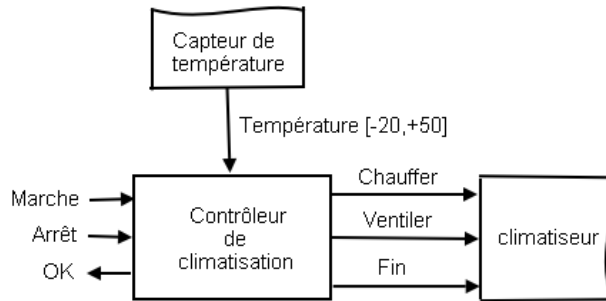 Capteur de
température
Température [-20,+50]
Chauffer
Marche
Contrôleur
de
climatisation
Ventiler
climatiseur
Arrêt
OK
Fin